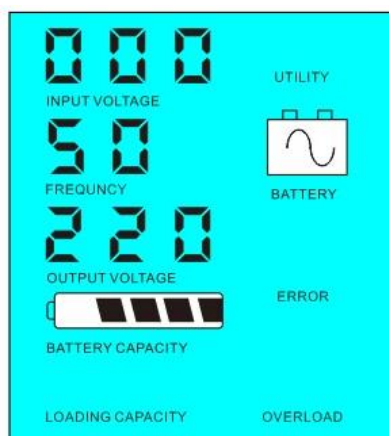 000
UTILITY
INPUT VOLTAGE
50
FREQUNCY
BATTERY
220
OUTPUT VOLTAGE
ERROR
BATTERY CAPACITY
LOADING CAPACITY
OVERLOAD